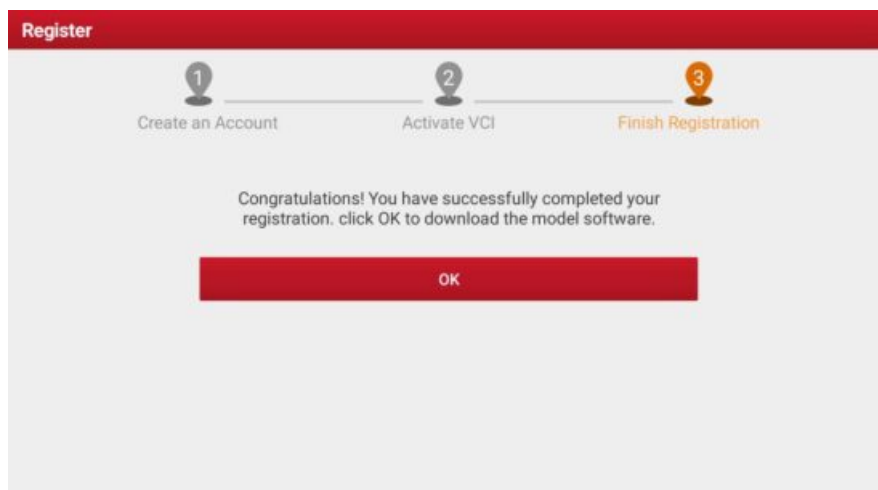 Register
1
2
3
Create an Account
Activate VCI
Finish Registration
Congratulations! You have successfully completed your
registration. click OK to download the model software.
OK